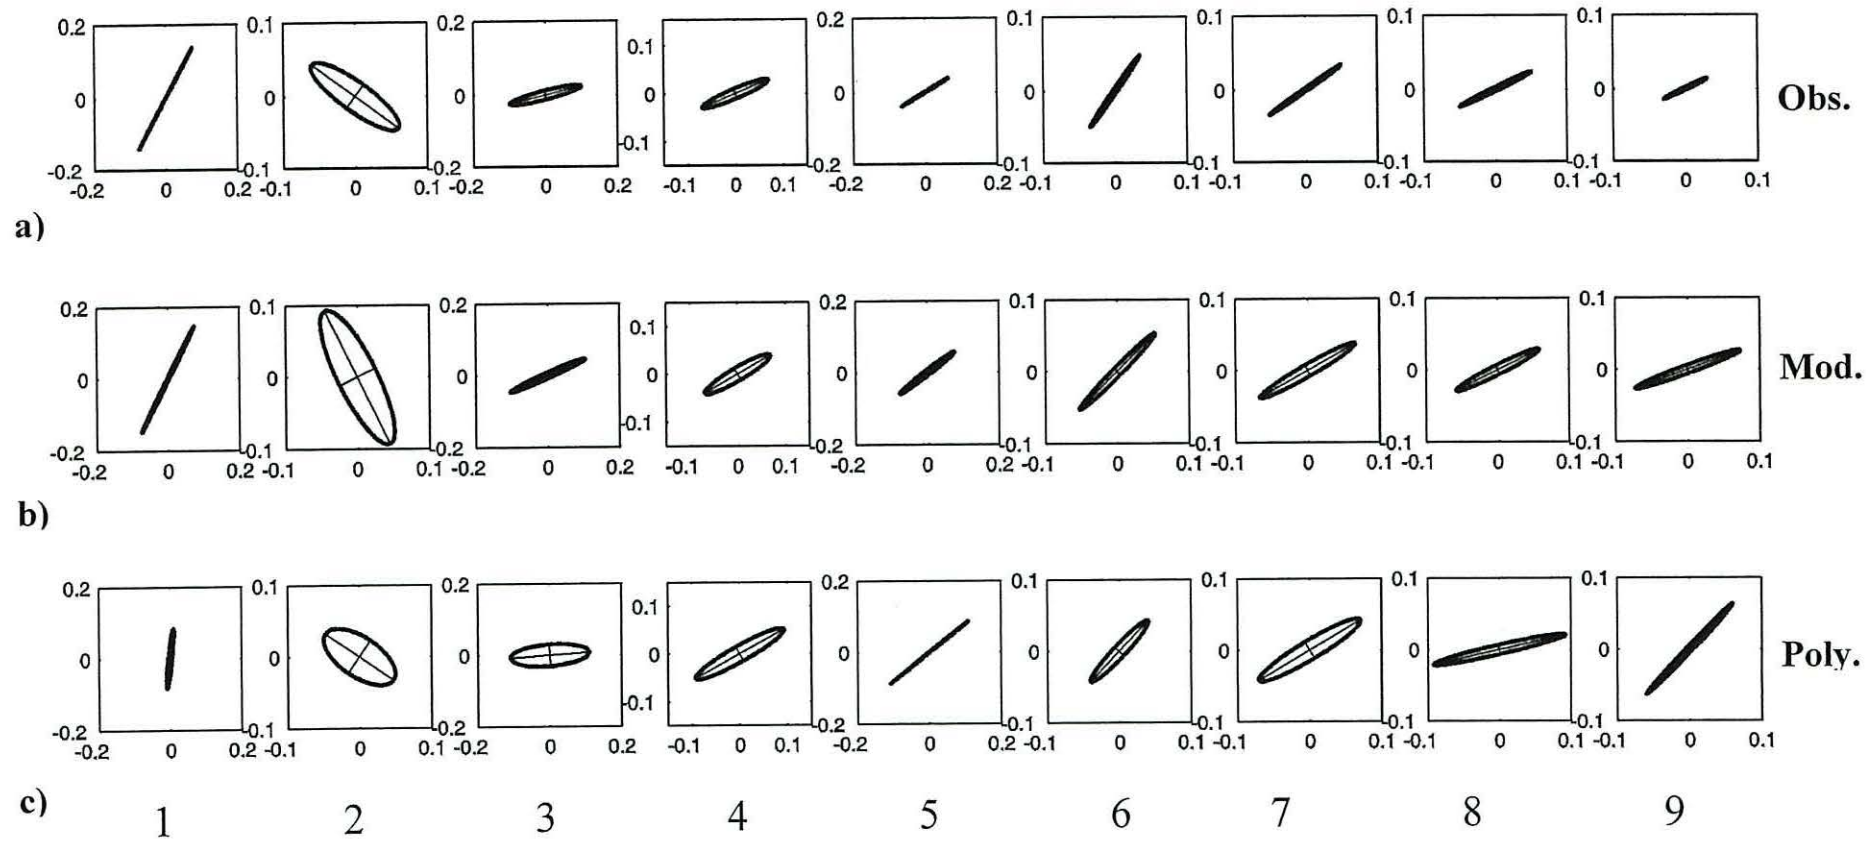 0.2 0.1 0.2 0.1 0.2 0.1 0.1 0.1 0.1
0 0 0 0 0 0 0 0 0 Obs.
-0.1
-0.2 -0.1 -0.2 -0.2 -0.1 -0.1 -0.1 -0.1
-0.2 0 0.2 -0.1 0 0.1 -0.2 0 0.2 -0.1 0 0.1 -0.2 0 0.2 -0.1 0 0.1 -0.1 0 0.1 -0.1 0 0.1 -0.1 0 0.1
a)
0.2 0.1 0.2 0.1 0.2 0.1 0.1 0.1 0.1
0 0 0 0 0 0 0 0 0 Mod.
-0.1
-0.2 -0.1 -0.2 -0.2 -0.1 -0.1 -0.1 -0.1
-0.2 0 0.2 -0.1 0 0.1 -0.2 0 0.2 -0.1 0 0.1 -0.2 0 0.2 -0.1 0 0.1 -0.1 0 0.1 -0.1 0 0.1 -0.1 0 0.1
b)
0.2 0.1 0.2 0.1 0.2 0.1 0.1 0.1 0.1
0 0 0 0 0 0 0 0 0 Poly.
-0.1
-0.2 -0.1 -0.2 -0.2 -0.1 -0.1 -0.1 -0.1
-0.2 0 0.2 -0.1 0 0.1 -0.2 0 0.2 -0.1 0 0.1 -0.2 0 0.2 -0.1 0 0.1 -0.1 0 0.1 -0.1 0 0.1 -0.1 0 0.1
c) 1 2 3 4 5 6 7 8 9